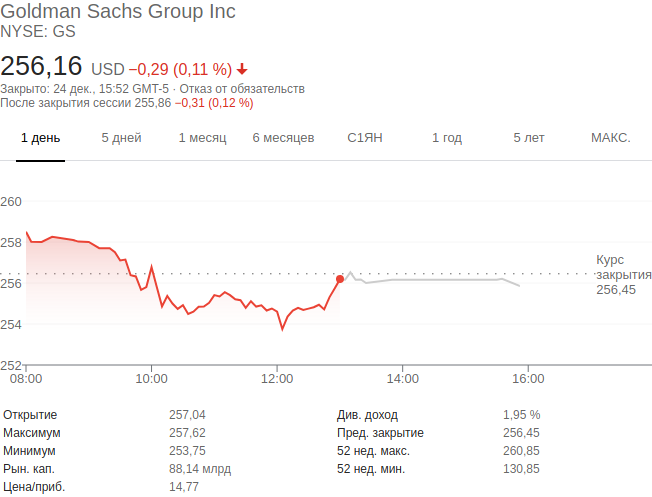 Goldman Sachs Group Inc
NYSE: GS
256,16 USD −0,29 (0,11 %)
Закрыто: 24 дек., 15:52 GMT-5 · Отказ от обязательств
После закрытия сессии 255,86 −0,31 (0,12 %)
1 день 5 дней 1 месяц 6 месяцев С1ЯН 1 год 5 лет МАКС.
260
258
Курс
закрытия
256,45
256
254
252
08:00 10:00 12:00 14:00 16:00
Открытие 257,04 Див. доход 1,95 %
Максимум 257,62 Пред. закрытие 256,45
Минимум 253,75 52 нед. макс. 260,85
Рын. кап. 88,14 млрд 52 нед. мин. 130,85
Цена/приб. 14,77